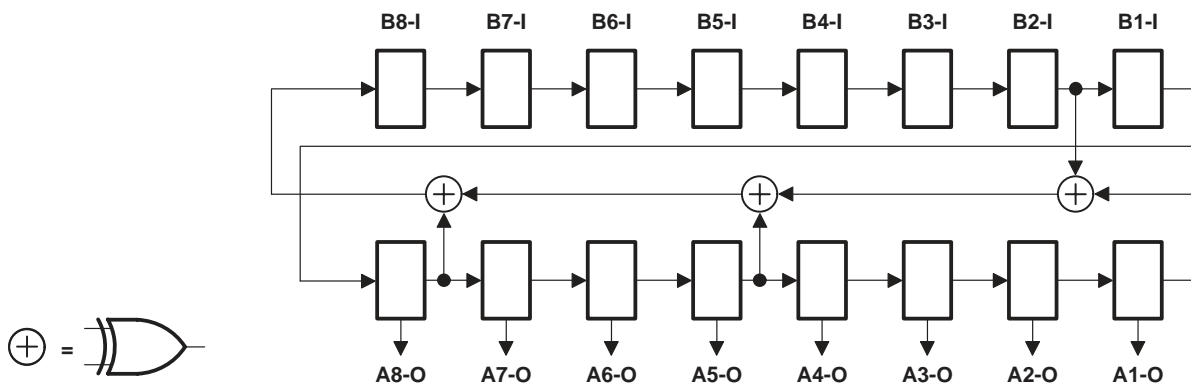 B8-I B7-I B6-I B5-I B4-I B3-I B2-I B1-I
=
A8-O A7-O A6-O A5-O A4-O A3-O A2-O A1-O